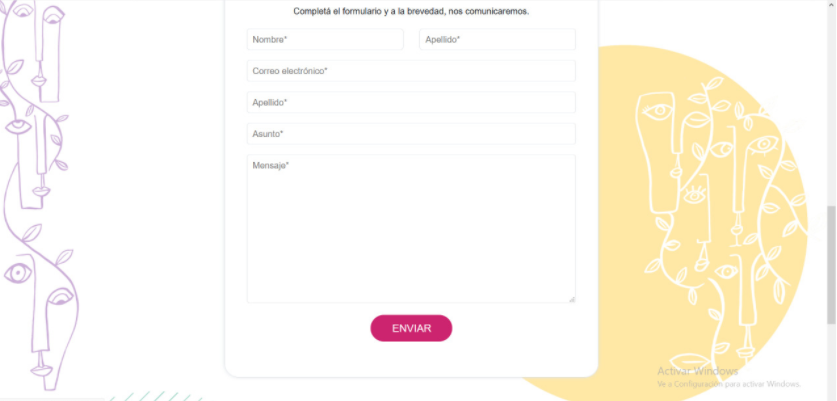 Completá el formulario y a la brevedad, nos comunicaremos.
Nombre* Apellido*
Correo electrónico*
Apellido*
Asunto*
Mensaje*
ENVIAR
Activar Windows
Ve a Configuración para activar Windows.